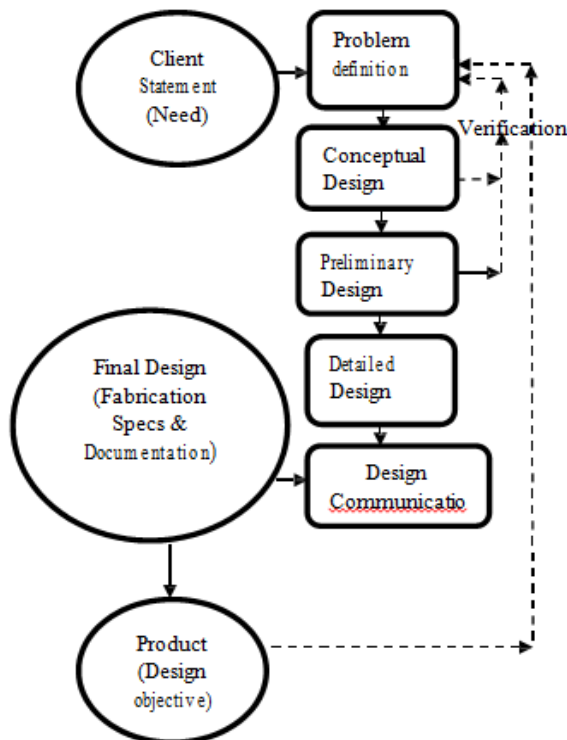 Client
Statement
(Need)
Problem
definition
Verification
Conceptual
Design
Preliminary
Design
Final Design
(Fabrication
Specs &
Documentation)
Detailed
Design
Design
Communicatio
Product
(Design
objective)